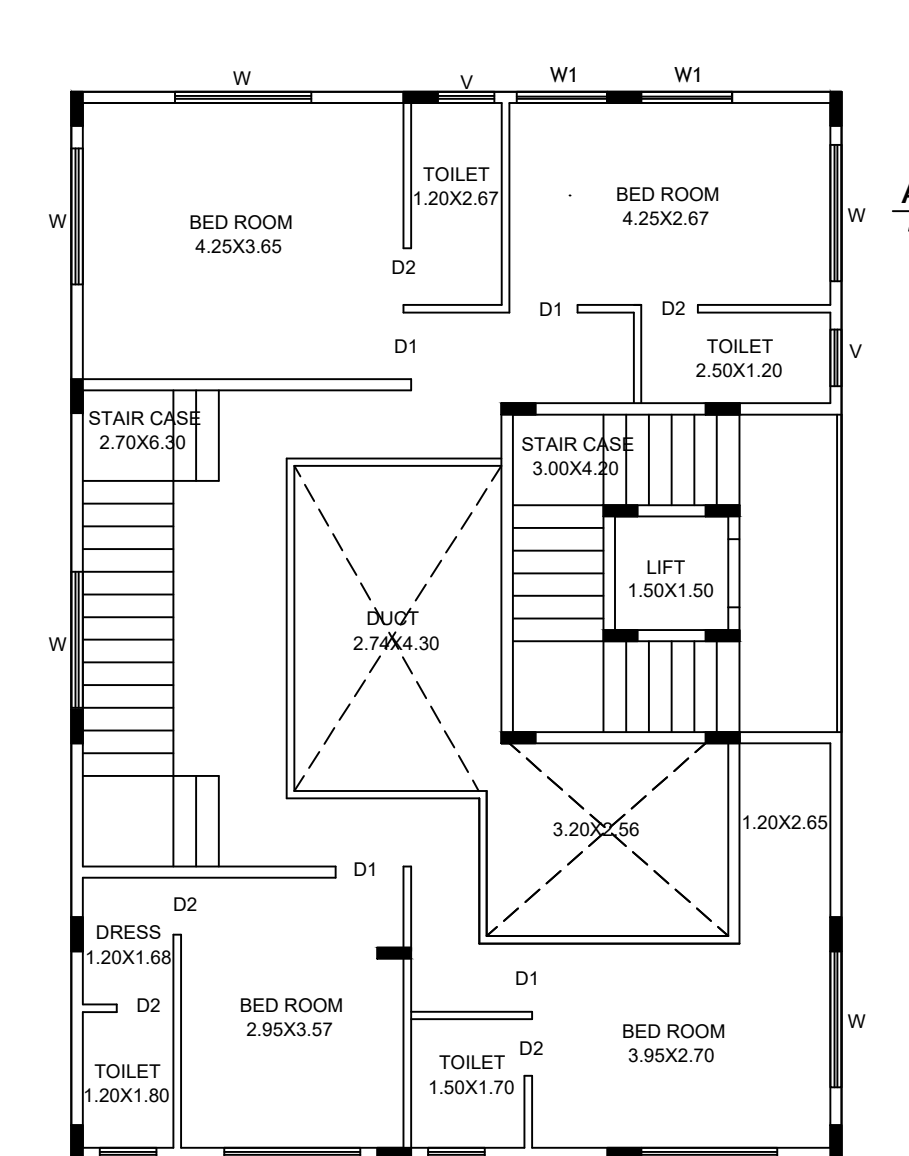 W
V
W1
W1
TOILET
1.20X2.67
BED ROOM
4.25X2.67
BED ROOM
4.25X3.65
W
W
A
D2
D1
D2
D1
TOILET
2.50X1.20
V
STAIR CASE
2.70X6.30
STAIR CASE
3.00X4.20
LIFT
1.50X1.50
DUCT
2.74X4.30
W
3.20X2.56
1.20X2.65
D1
D2
DRESS
1.20X1.68
D2
BED ROOM
2.95X3.57
D1
BED ROOM
3.95X2.70
W
D2
TOILET
1.50X1.70
TOILET
1.20X1.80